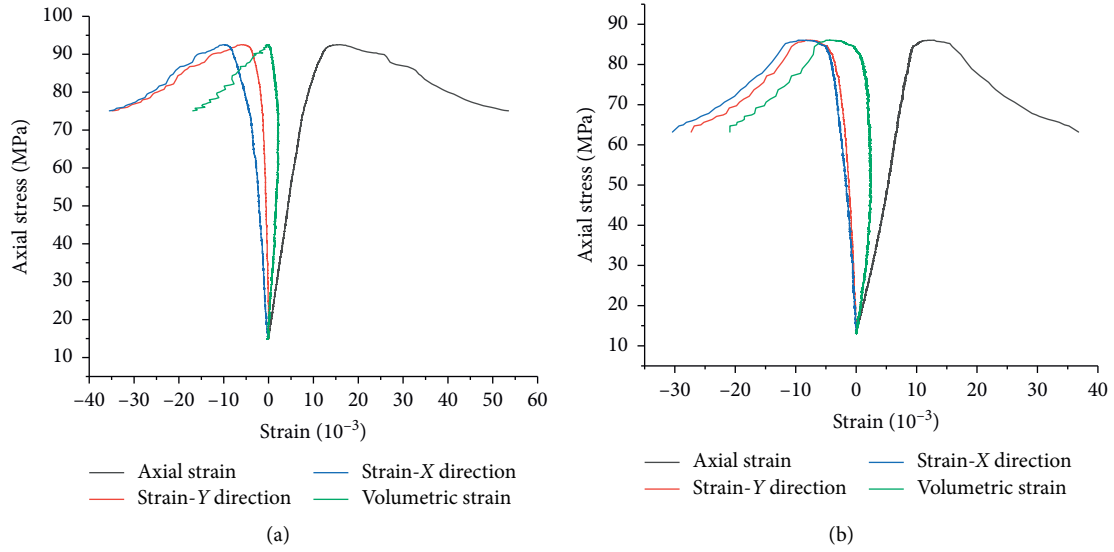 100
90
80
70
60
50
40
30
20
10
Axial stress (MPa)
–40 –30 –20 –10 0 10 20 30 40 50 60
Strain (10⁻³)
Axial strain
Strain-X direction
Strain-Y direction
Volumetric strain
(a)
90
80
70
60
50
40
30
20
10
Axial stress (MPa)
–30 –20 –10 0 10 20 30 40
Strain (10⁻³)
Axial strain
Strain-X direction
Strain-Y direction
Volumetric strain
(b)